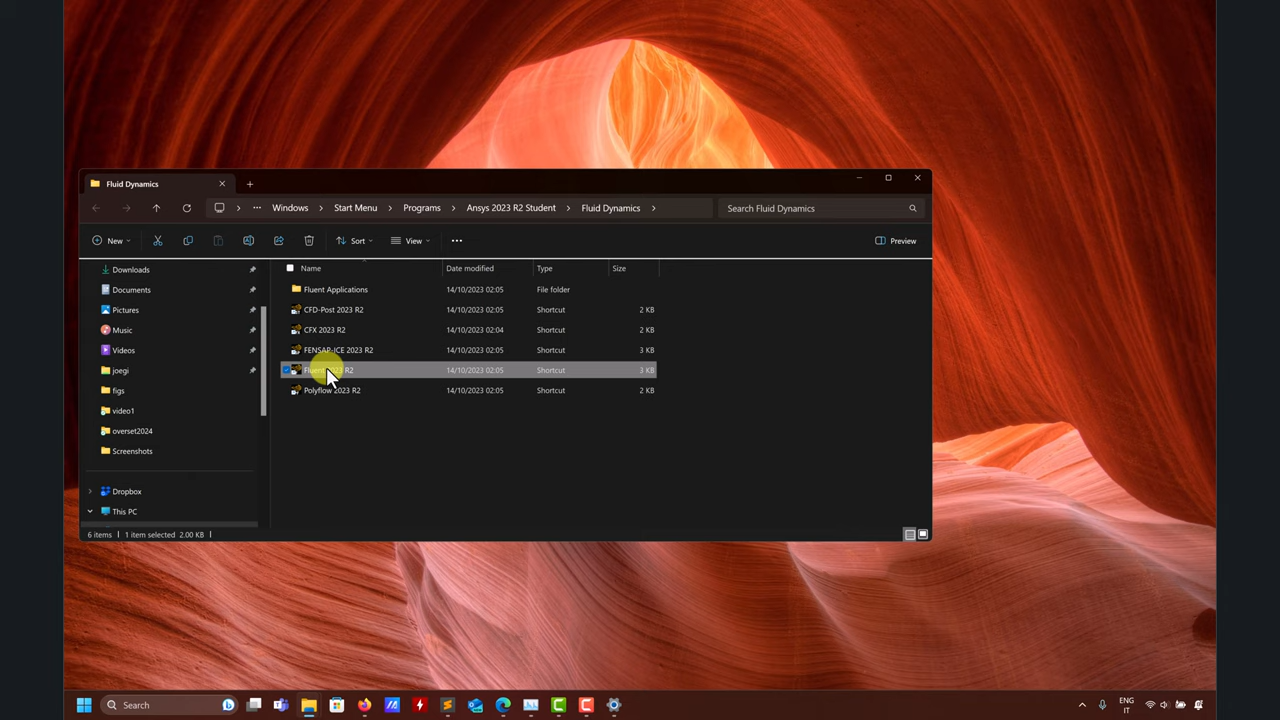 Fluid Dynamics
Windows Start Menu Programs Ansys 2023 R2 Student Fluid Dynamics Search Fluid Dynamics
New Sort View Preview
Name Date modified Type Size
Downloads
Documents
Pictures
Music
Videos
joegi
figs
video1
overset2024
Screenshots
Dropbox
This PC
Fluent Applications 14/10/2023 02:05 File folder
CFD-Post 2023 R2 14/10/2023 02:05 Shortcut 2 KB
CFX 2023 R2 14/10/2023 02:04 Shortcut 2 KB
FENSAP-ICE 2023 R2 14/10/2023 02:05 Shortcut 3 KB
Fluent 2023 R2 14/10/2023 02:05 Shortcut 3 KB
Polyflow 2023 R2 14/10/2023 02:05 Shortcut 2 KB
6 items 1 item selected 2.00 KB
Search
ENG
IT